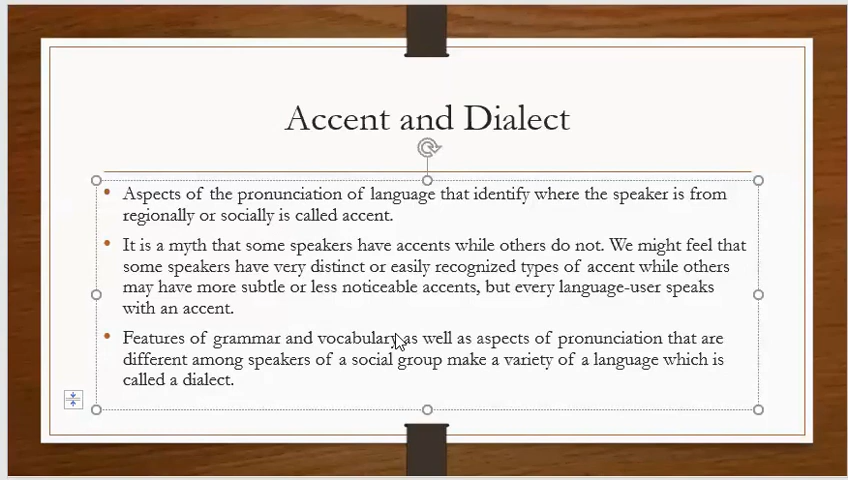 Accent and Dialect
• Aspects of the pronunciation of language that identify where the speaker is from
regionally or socially is called accent.
• It is a myth that some speakers have accents while others do not. We might feel that
some speakers have very distinct or easily recognized types of accent while others
may have more subtle or less noticeable accents, but every language-user speaks
with an accent.
• Features of grammar and vocabulary as well as aspects of pronunciation that are
different among speakers of a social group make a variety of a language which is
called a dialect.